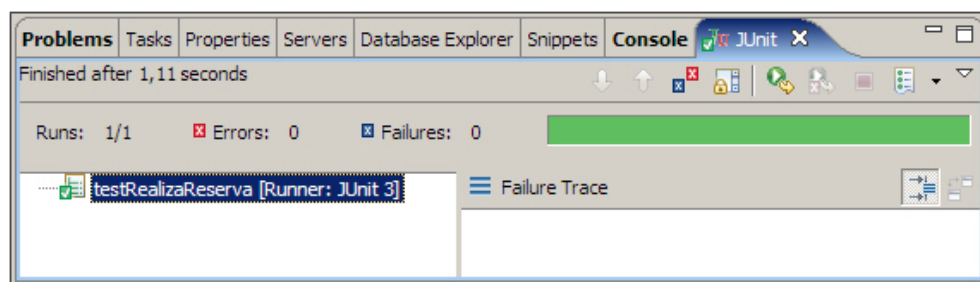 Problems Tasks Properties Servers Database Explorer Snippets Console JUnit
Finished after 1,11 seconds
Runs: 1/1 Errors: 0 Failures: 0
testRealizaReserva [Runner: JUnit 3]
Failure Trace